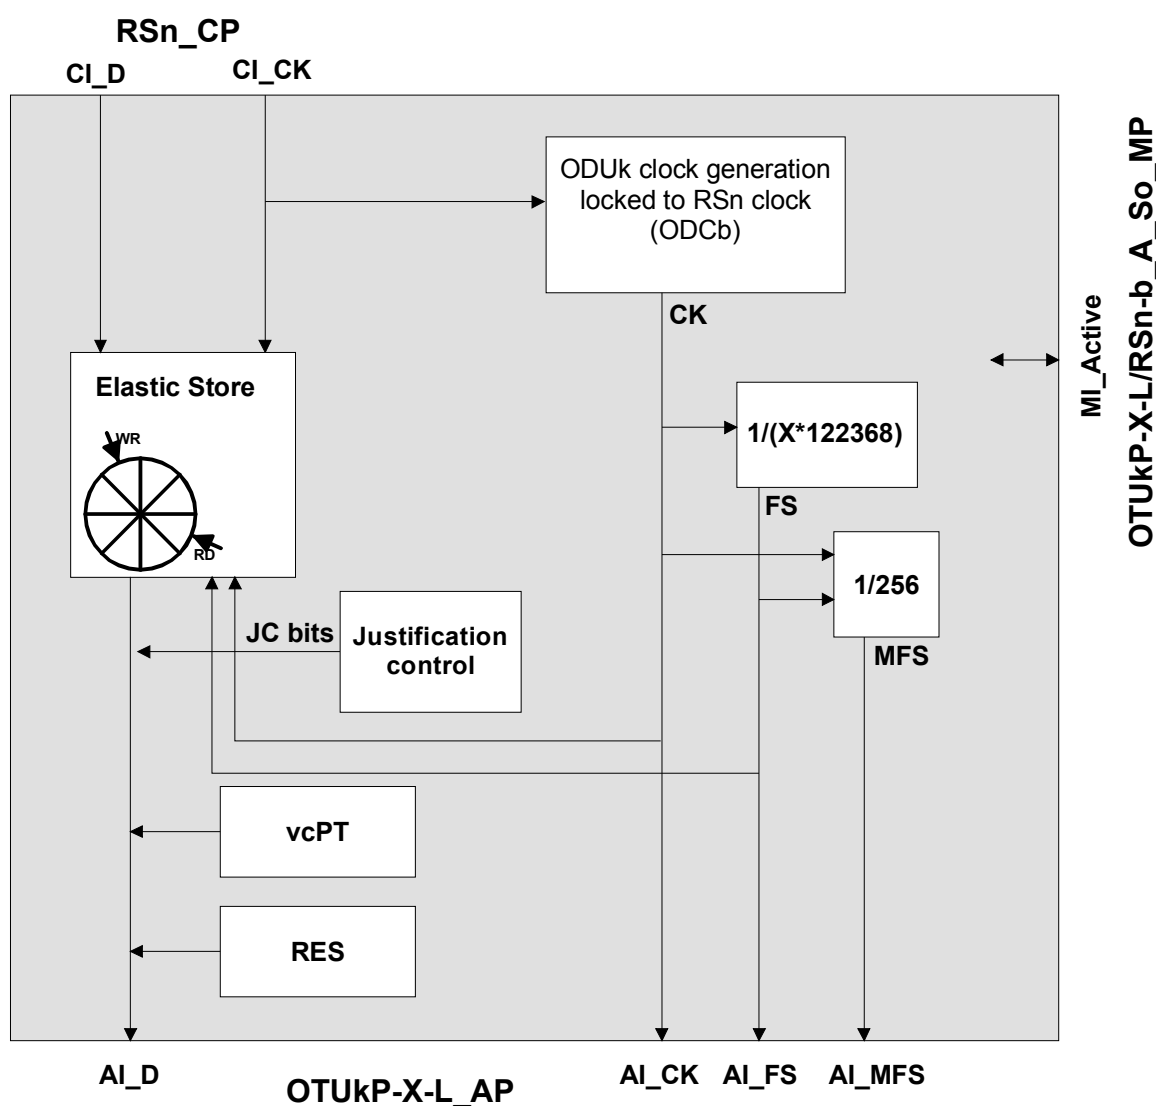 RSn_CP
CI_D
CI_CK
ODUk clock generation
locked to RSn clock
(ODCb)
CK
MI_Active
OTUkP-X-L/RSn-b_A_So_MP
Elastic Store
WR
RD
1/(X*122368)
FS
1/256
MFS
JC bits
Justification
control
vcPT
RES
AI_D
AI_CK
AI_FS
AI_MFS
OTUkP-X-L_AP